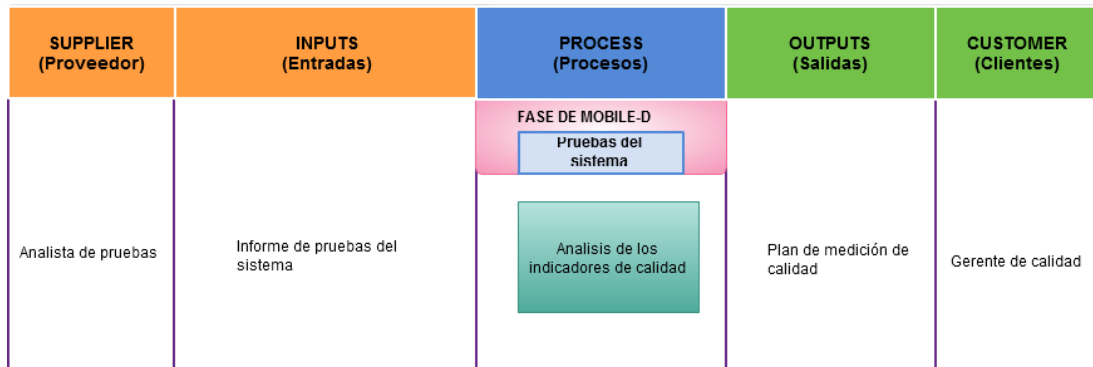 SUPPLIER
(Proveedor)
INPUTS
(Entradas)
PROCESS
(Procesos)
OUTPUTS
(Salidas)
CUSTOMER
(Clientes)
FASE DE MOBILE-D
Pruebas del
sistema
Analista de pruebas
Informe de pruebas del
sistema
Analisis de los
indicadores de calidad
Plan de medición de
calidad
Gerente de calidad